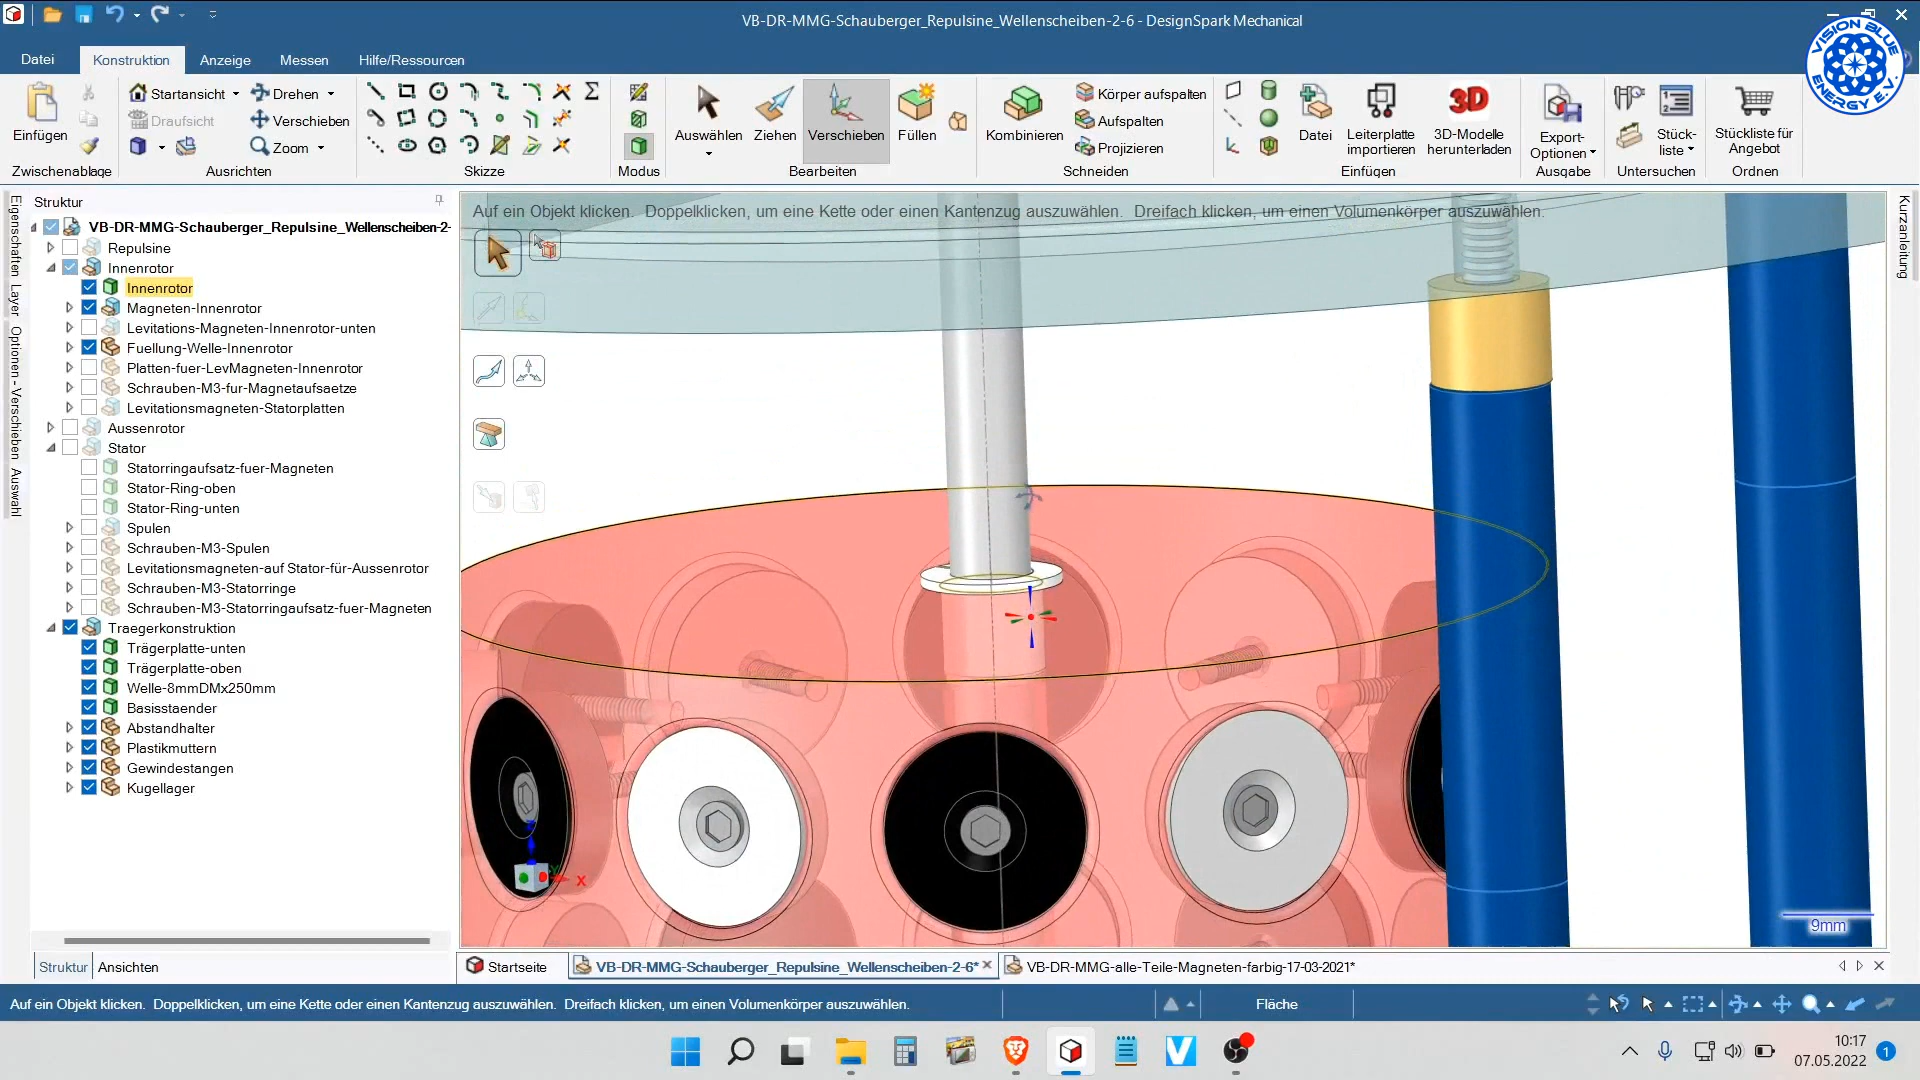 VB-DR-MMG-Schauberger_Repulsine_Wellenscheiben-2-6 - DesignSpark Mechanical
VISION BLUE ENERGY E.V.
Datei
Konstruktion
Anzeige
Messen
Hilfe/Ressourcen
Startansicht
Drehen
Draufsicht
Verschieben
Zoom
Einfügen
Auswählen
Ziehen
Verschieben
Füllen
Kombinieren
Körper aufspalten
Aufspalten
Projizieren
Datei
Leiterplatte importieren
3D
3D-Modelle herunterladen
Export-Optionen
Stück-liste
Stückliste für Angebot
Zwischenablage
Ausrichten
Skizze
Modus
Bearbeiten
Schneiden
Einfügen
Ausgabe
Untersuchen
Ordnen
Eigenschaften
Layer
Optionen - Verschieben
Auswahl
Struktur
VB-DR-MMG-Schauberger_Repulsine_Wellenscheiben-2-
Repulsine
Innenrotor
Innenrotor
Magneten-Innenrotor
Levitations-Magneten-Innenrotor-unten
Fuellung-Welle-Innenrotor
Platten-fuer-LevMagneten-Innenrotor
Schrauben-M3-fur-Magnetaufsaetze
Levitationsmagneten-Statorplatten
Aussenrotor
Stator
Statorringaufsatz-fuer-Magneten
Stator-Ring-oben
Stator-Ring-unten
Spulen
Schrauben-M3-Spulen
Levitationsmagneten-auf Stator-für-Aussenrotor
Schrauben-M3-Statorringe
Schrauben-M3-Statorringaufsatz-fuer-Magneten
Traegerkonstruktion
Trägerplatte-unten
Trägerplatte-oben
Welle-8mmDMx250mm
Basisstaender
Abstandhalter
Plastikmuttern
Gewindestangen
Kugellager
Struktur
Ansichten
Auf ein Objekt klicken. Doppelklicken, um eine Kette oder einen Kantenzug auszuwählen. Dreifach klicken, um einen Volumenkörper auszuwählen.
X
9mm
Kurzanleitung
Startseite
VB-DR-MMG-Schauberger_Repulsine_Wellenscheiben-2-6*
VB-DR-MMG-alle-Teile-Magneten-farbig-17-03-2021*
Auf ein Objekt klicken. Doppelklicken, um eine Kette oder einen Kantenzug auszuwählen. Dreifach klicken, um einen Volumenkörper auszuwählen.
Fläche
10:17
07.05.2022
1